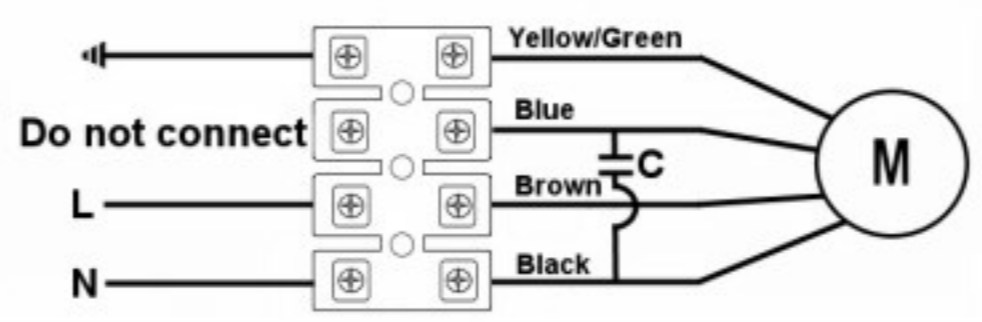 Yellow/Green
Do not connect
Blue
C
M
L
Brown
N
Black